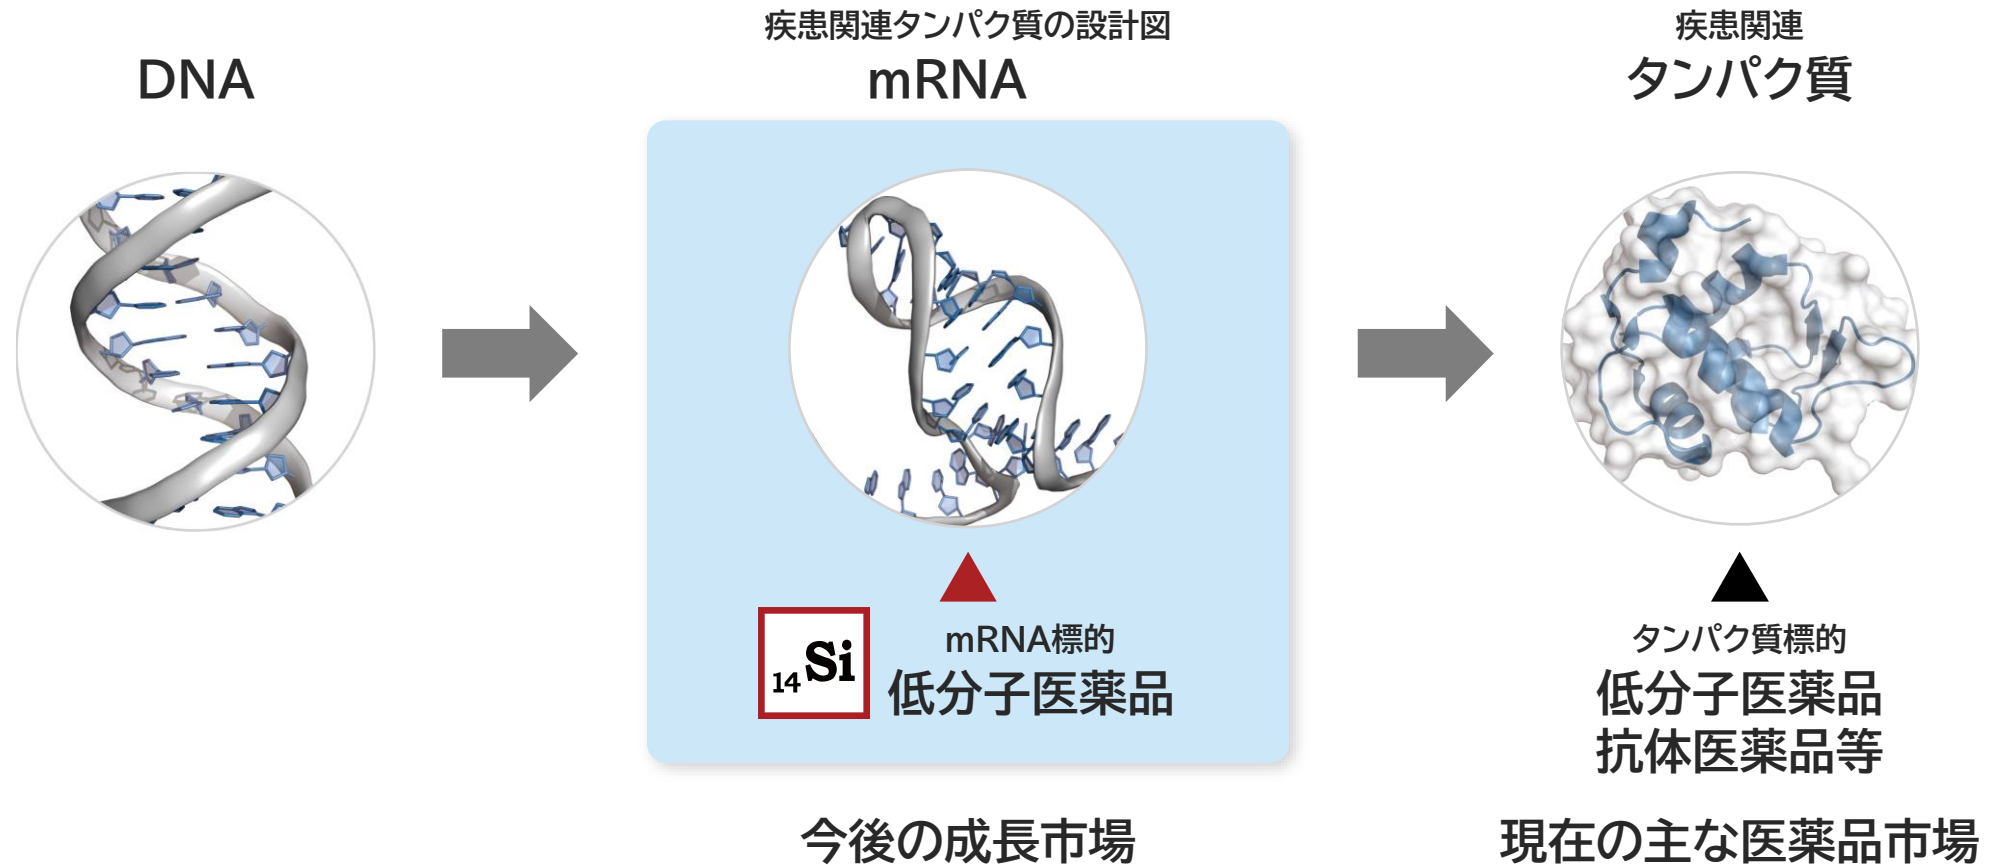 DNA
疾患関連タンパク質の設計図
mRNA
14Si
mRNA標的
低分子医薬品
今後の成長市場
疾患関連
タンパク質
タンパク質標的
低分子医薬品
抗体医薬品等
現在の主な医薬品市場